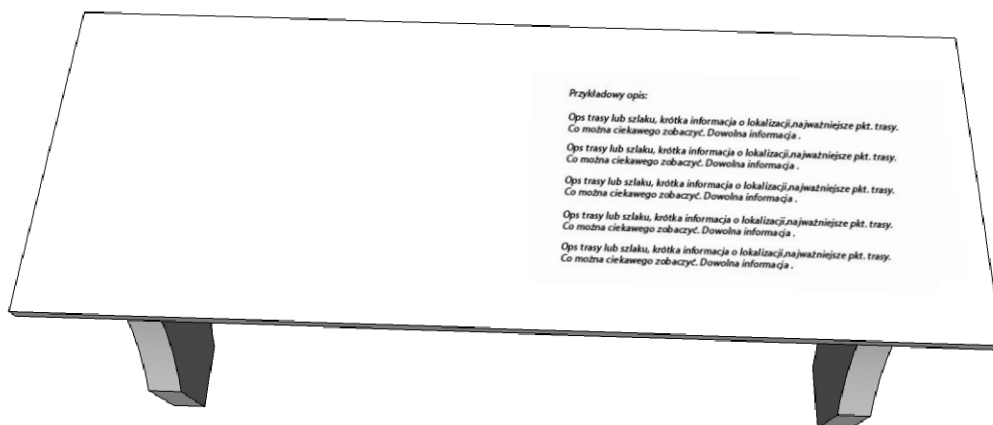 Przykładowy opis:
Ops trasy lub szlaku, krótka informacja o lokalizacji,najważniejsze pkt. trasy.
Co można ciekawego zobaczyć. Dowolna informacja .
Ops trasy lub szlaku, krótka informacja o lokalizacji,najważniejsze pkt. trasy.
Co można ciekawego zobaczyć. Dowolna informacja .
Ops trasy lub szlaku, krótka informacja o lokalizacji,najważniejsze pkt. trasy.
Co można ciekawego zobaczyć. Dowolna informacja .
Ops trasy lub szlaku, krótka informacja o lokalizacji,najważniejsze pkt. trasy.
Co można ciekawego zobaczyć. Dowolna informacja .
Ops trasy lub szlaku, krótka informacja o lokalizacji,najważniejsze pkt. trasy.
Co można ciekawego zobaczyć. Dowolna informacja .